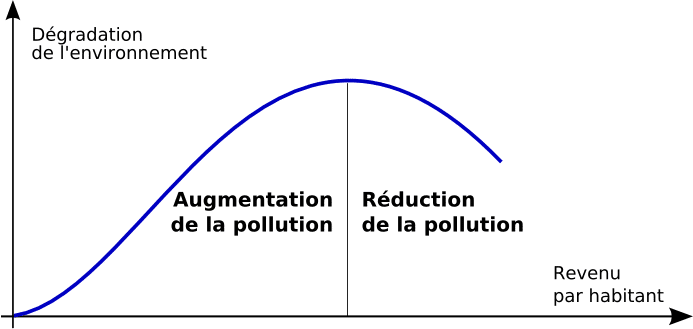 Dégradation
de l'environnement
Augmentation
de la pollution
Réduction
de la pollution
Revenu
par habitant